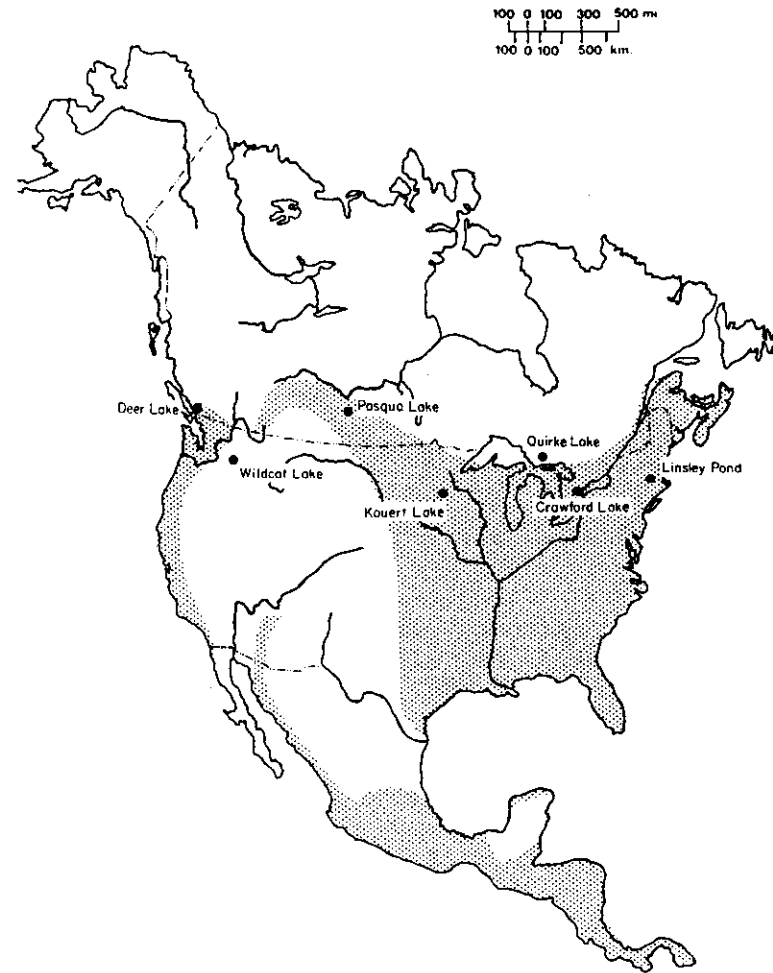 100 0 100 300 500 mi
100 0 100 500 km.
Deer Lake
Pasqua Lake
Quirke Lake
Wildcat Lake
Linsley Pond
Kouert Lake
Crawford Lake